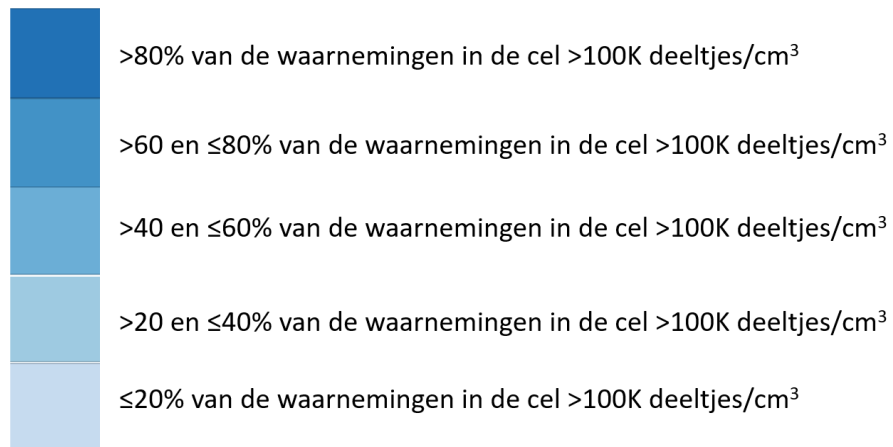 >80% van de waarnemingen in de cel >100K deeltjes/cm³
>60 en ≤80% van de waarnemingen in de cel >100K deeltjes/cm³
>40 en ≤60% van de waarnemingen in de cel >100K deeltjes/cm³
>20 en ≤40% van de waarnemingen in de cel >100K deeltjes/cm³
≤20% van de waarnemingen in de cel >100K deeltjes/cm³